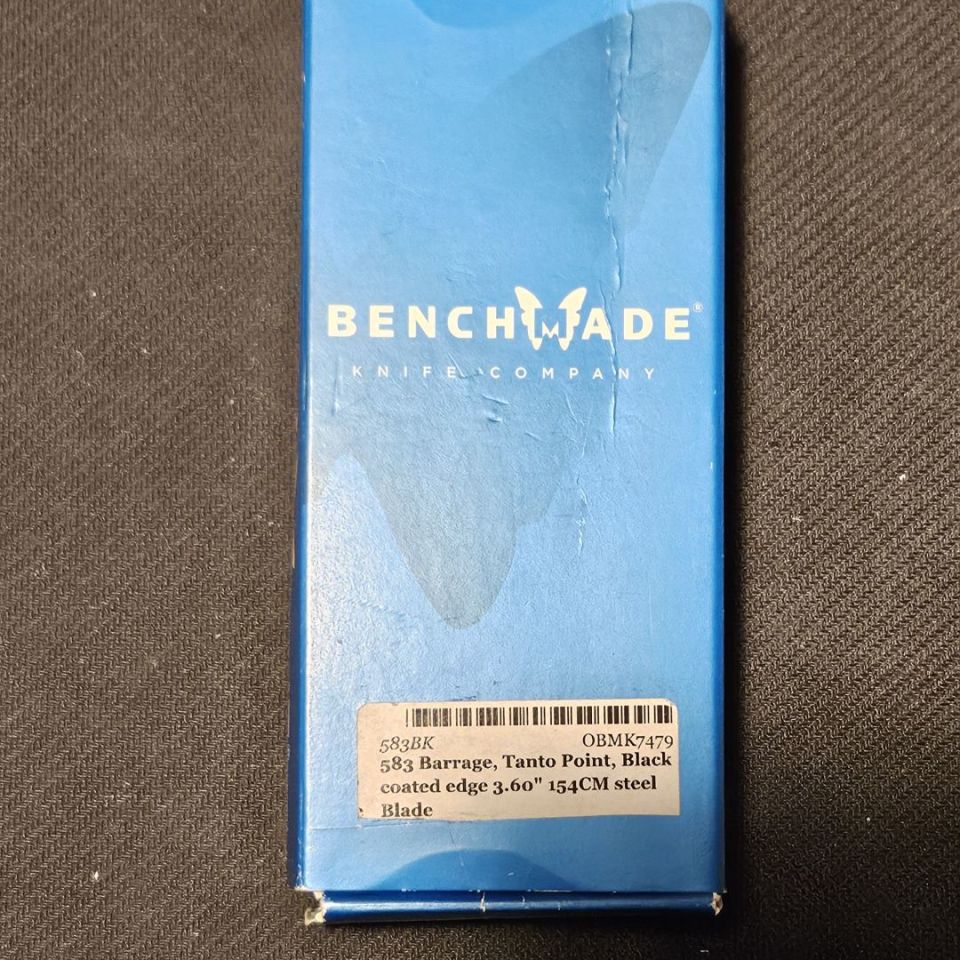 BENCHMADE®
KNIFE COMPANY
583BK OBMK7479
583 Barrage, Tanto Point, Black
coated edge 3.60" 154CM steel
Blade